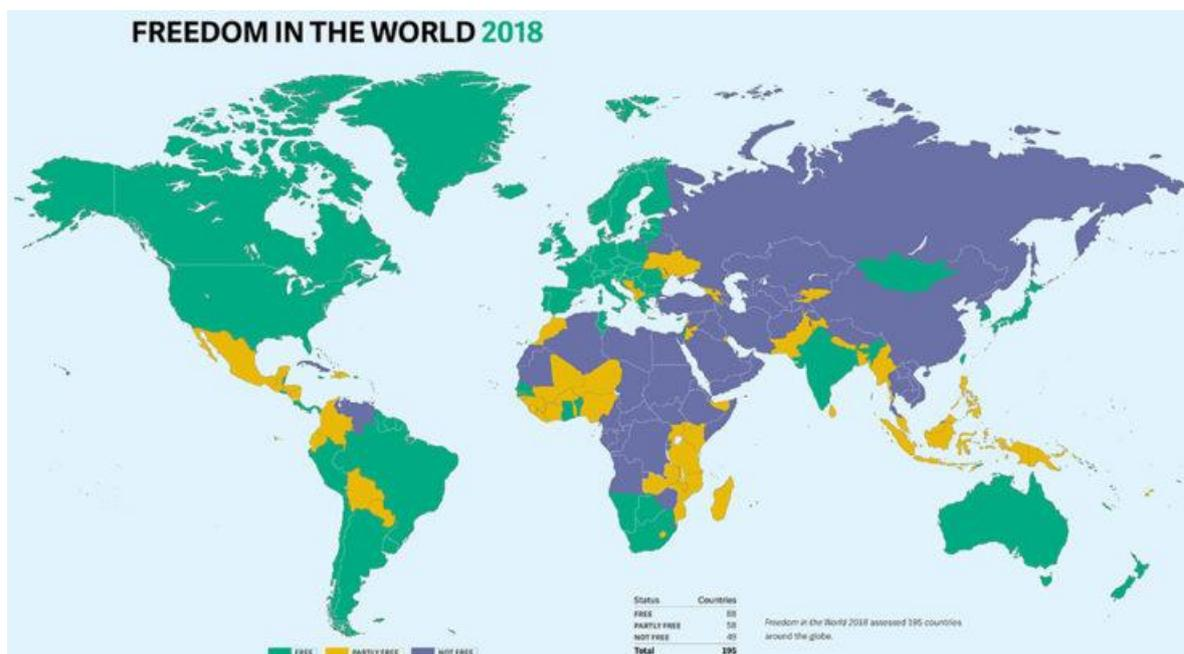 FREEDOM IN THE WORLD 2018
Status Countries
FREE 88
PARTLY FREE 58
NOT FREE 49
Total 195
Freedom in the World 2018 assessed 195 countries
around the globe.
FREE PARTLY FREE NOT FREE